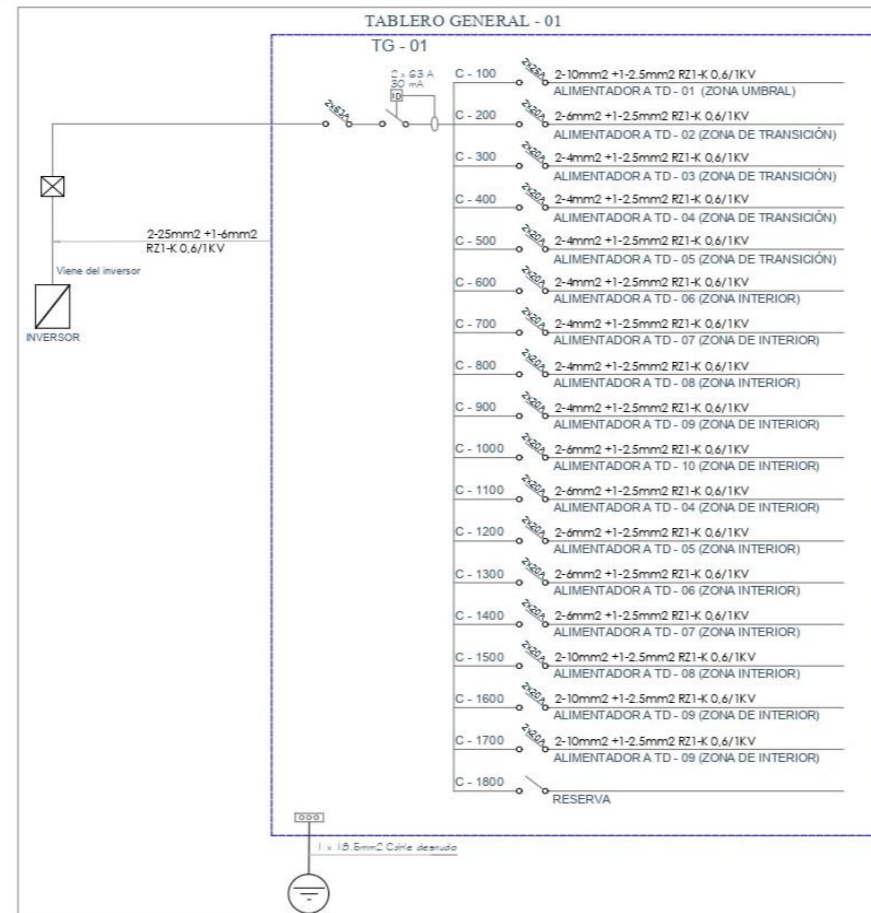 TABLERO GENERAL - 01
TG - 01
2 x 63 A
30 mA
ID
2x63A
C - 100 2x25A 2-10mm2 +1-2.5mm2 RZ1-K 0,6/1KV
ALIMENTADOR A TD - 01 (ZONA UMBRAL)
C - 200 2x20A 2-6mm2 +1-2.5mm2 RZ1-K 0,6/1KV
ALIMENTADOR A TD - 02 (ZONA DE TRANSICIÓN)
C - 300 2x20A 2-4mm2 +1-2.5mm2 RZ1-K 0,6/1KV
ALIMENTADOR A TD - 03 (ZONA DE TRANSICIÓN)
C - 400 2x20A 2-4mm2 +1-2.5mm2 RZ1-K 0,6/1KV
ALIMENTADOR A TD - 04 (ZONA DE TRANSICIÓN)
C - 500 2x20A 2-4mm2 +1-2.5mm2 RZ1-K 0,6/1KV
ALIMENTADOR A TD - 05 (ZONA DE TRANSICIÓN)
C - 600 2x20A 2-4mm2 +1-2.5mm2 RZ1-K 0,6/1KV
ALIMENTADOR A TD - 06 (ZONA INTERIOR)
C - 700 2x20A 2-4mm2 +1-2.5mm2 RZ1-K 0,6/1KV
ALIMENTADOR A TD - 07 (ZONA DE INTERIOR)
C - 800 2x20A 2-4mm2 +1-2.5mm2 RZ1-K 0,6/1KV
ALIMENTADOR A TD - 08 (ZONA INTERIOR)
C - 900 2x20A 2-4mm2 +1-2.5mm2 RZ1-K 0,6/1KV
ALIMENTADOR A TD - 09 (ZONA DE INTERIOR)
C - 1000 2x20A 2-6mm2 +1-2.5mm2 RZ1-K 0,6/1KV
ALIMENTADOR A TD - 10 (ZONA DE INTERIOR)
C - 1100 2x20A 2-6mm2 +1-2.5mm2 RZ1-K 0,6/1KV
ALIMENTADOR A TD - 04 (ZONA DE INTERIOR)
C - 1200 2x20A 2-6mm2 +1-2.5mm2 RZ1-K 0,6/1KV
ALIMENTADOR A TD - 05 (ZONA INTERIOR)
C - 1300 2x20A 2-6mm2 +1-2.5mm2 RZ1-K 0,6/1KV
ALIMENTADOR A TD - 06 (ZONA INTERIOR)
C - 1400 2x20A 2-6mm2 +1-2.5mm2 RZ1-K 0,6/1KV
ALIMENTADOR A TD - 07 (ZONA INTERIOR)
C - 1500 2x20A 2-10mm2 +1-2.5mm2 RZ1-K 0,6/1KV
ALIMENTADOR A TD - 08 (ZONA INTERIOR)
C - 1600 2x20A 2-10mm2 +1-2.5mm2 RZ1-K 0,6/1KV
ALIMENTADOR A TD - 09 (ZONA DE INTERIOR)
C - 1700 2x20A 2-10mm2 +1-2.5mm2 RZ1-K 0,6/1KV
ALIMENTADOR A TD - 09 (ZONA DE INTERIOR)
C - 1800
RESERVA
2-25mm2 +1-6mm2
RZ1-K 0,6/1KV
Viene del inversor
INVERSOR
1 x 18.5mm2 Cable desnudo